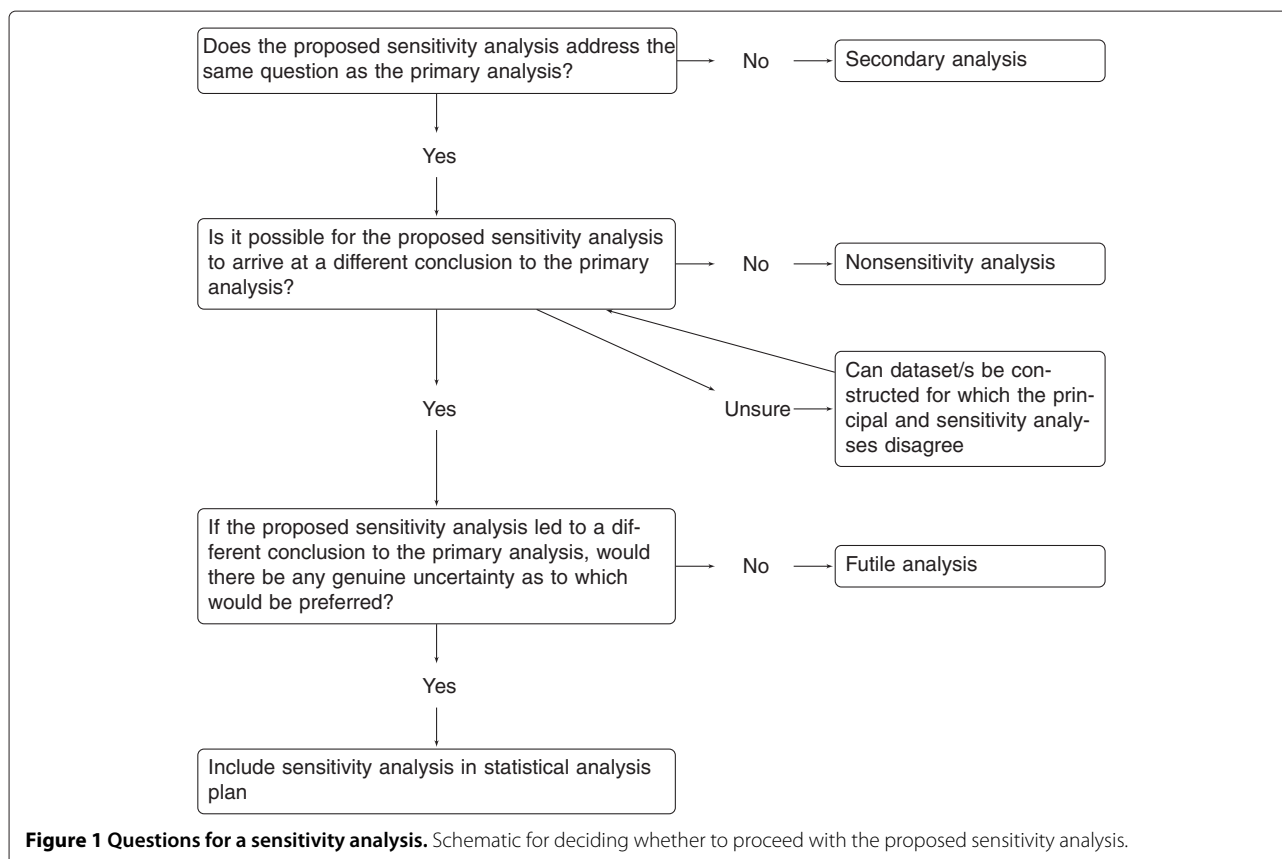 Does the proposed sensitivity analysis address the
same question as the primary analysis?
No
Secondary analysis
Yes
Is it possible for the proposed sensitivity analysis
to arrive at a different conclusion to the primary
analysis?
No
Nonsensitivity analysis
Can dataset/s be con-
structed for which the prin-
cipal and sensitivity analy-
ses disagree
Unsure
Yes
If the proposed sensitivity analysis led to a dif-
ferent conclusion to the primary analysis, would
there be any genuine uncertainty as to which
would be preferred?
No
Futile analysis
Yes
Include sensitivity analysis in statistical analysis
plan
Figure 1 Questions for a sensitivity analysis. Schematic for deciding whether to proceed with the proposed sensitivity analysis.